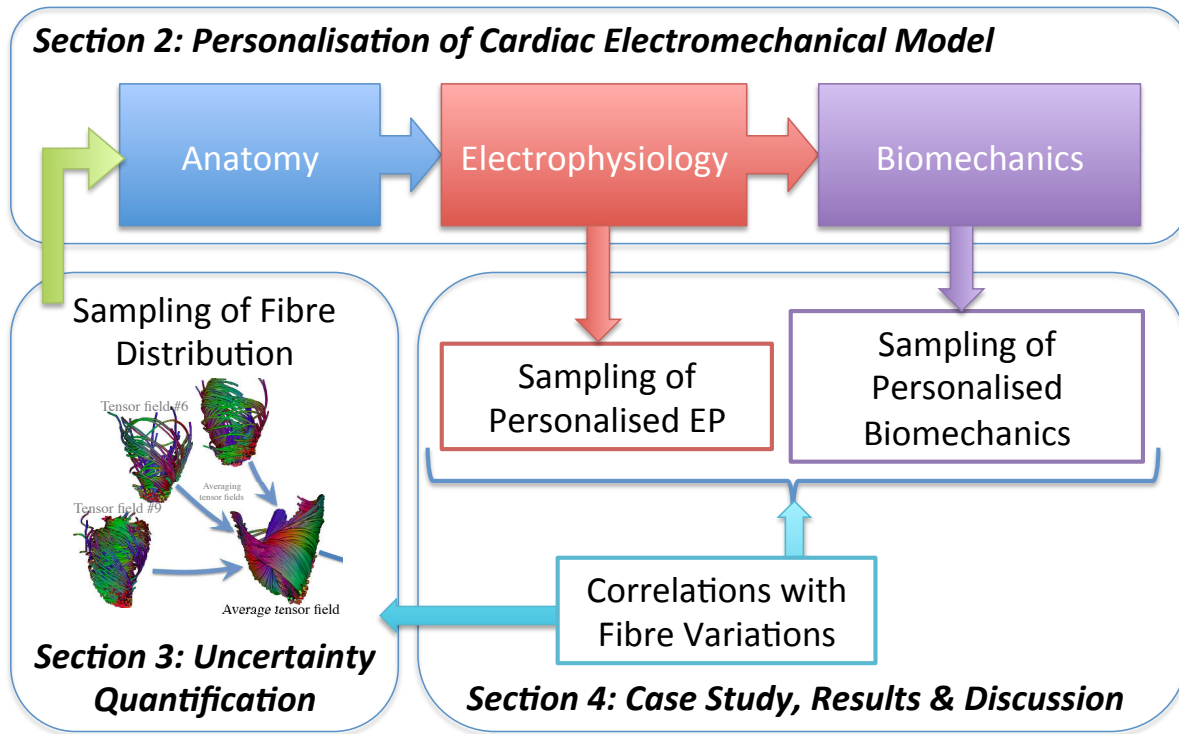 Section 2: Personalisation of Cardiac Electromechanical Model
Anatomy
Electrophysiology
Biomechanics
Sampling of Fibre
Distribution
Tensor field #6
Averaging
tensor fields
Tensor field #9
Average tensor field
Section 3: Uncertainty
Quantification
Sampling of
Personalised EP
Sampling of
Personalised
Biomechanics
Correlations with
Fibre Variations
Section 4: Case Study, Results & Discussion